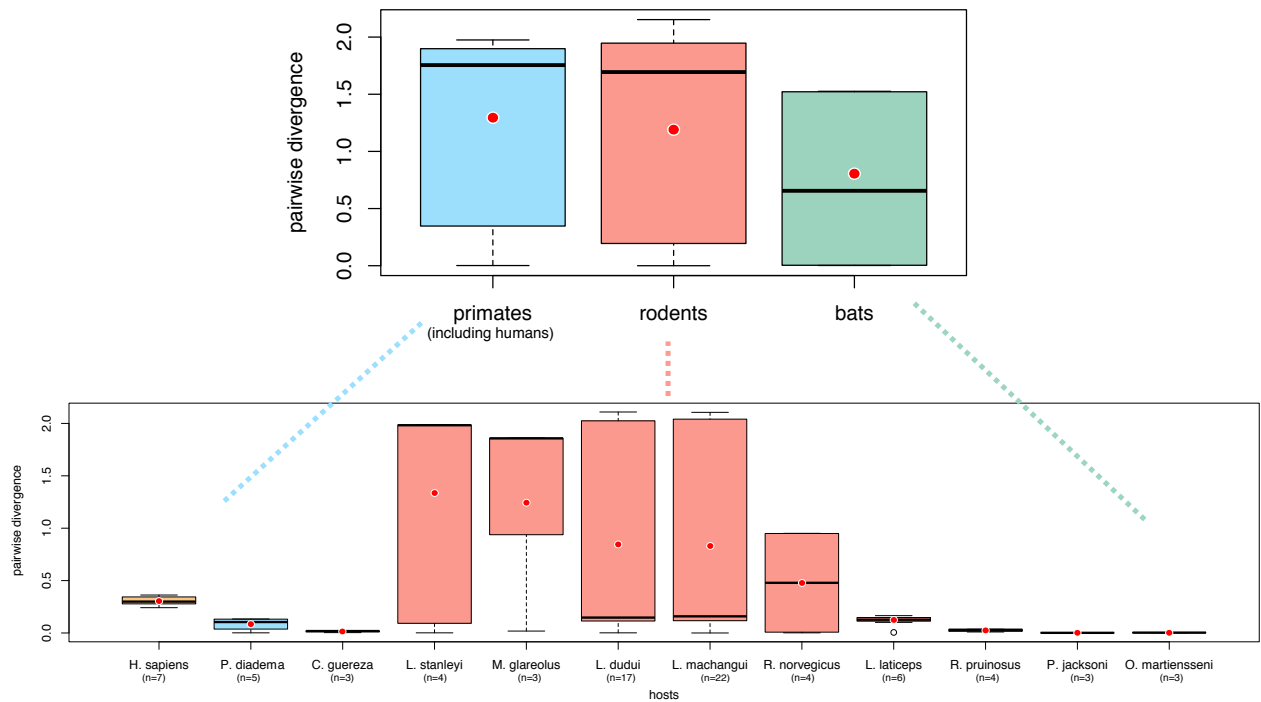 pairwise divergence
2.0
1.5
1.0
0.5
0.0
primates rodents bats
(including humans)
pairwise divergence
2.0
1.5
1.0
0.5
0.0
H. sapiens P. diadema C. guereza L. stanleyi M. glareolus L. dudui L. machangui R. norvegicus L. laticeps R. pruinosus P. jacksoni O. martiensseni
(n=7) (n=5) (n=3) (n=4) (n=3) (n=17) (n=22) (n=4) (n=6) (n=4) (n=3) (n=3)
hosts